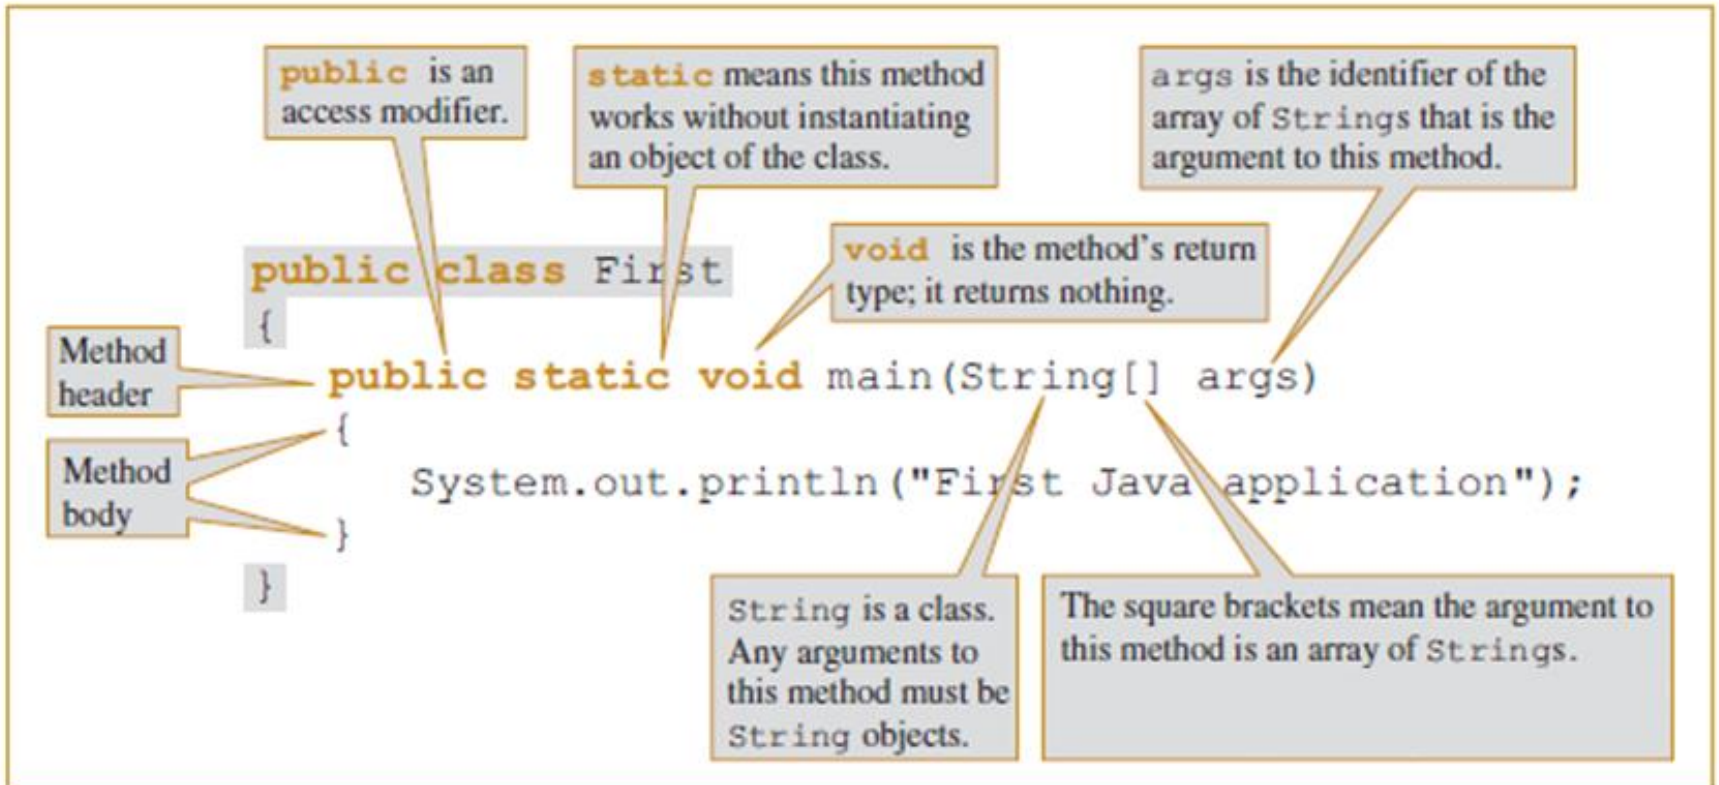 public is an
access modifier.
static means this method
works without instantiating
an object of the class.
args is the identifier of the
array of Strings that is the
argument to this method.
void is the method's return
type; it returns nothing.
public class First
{
Method
header
public static void main(String[] args)
{
Method
body
System.out.println("First Java application");
}
}
String is a class.
Any arguments to
this method must be
String objects.
The square brackets mean the argument to
this method is an array of Strings.